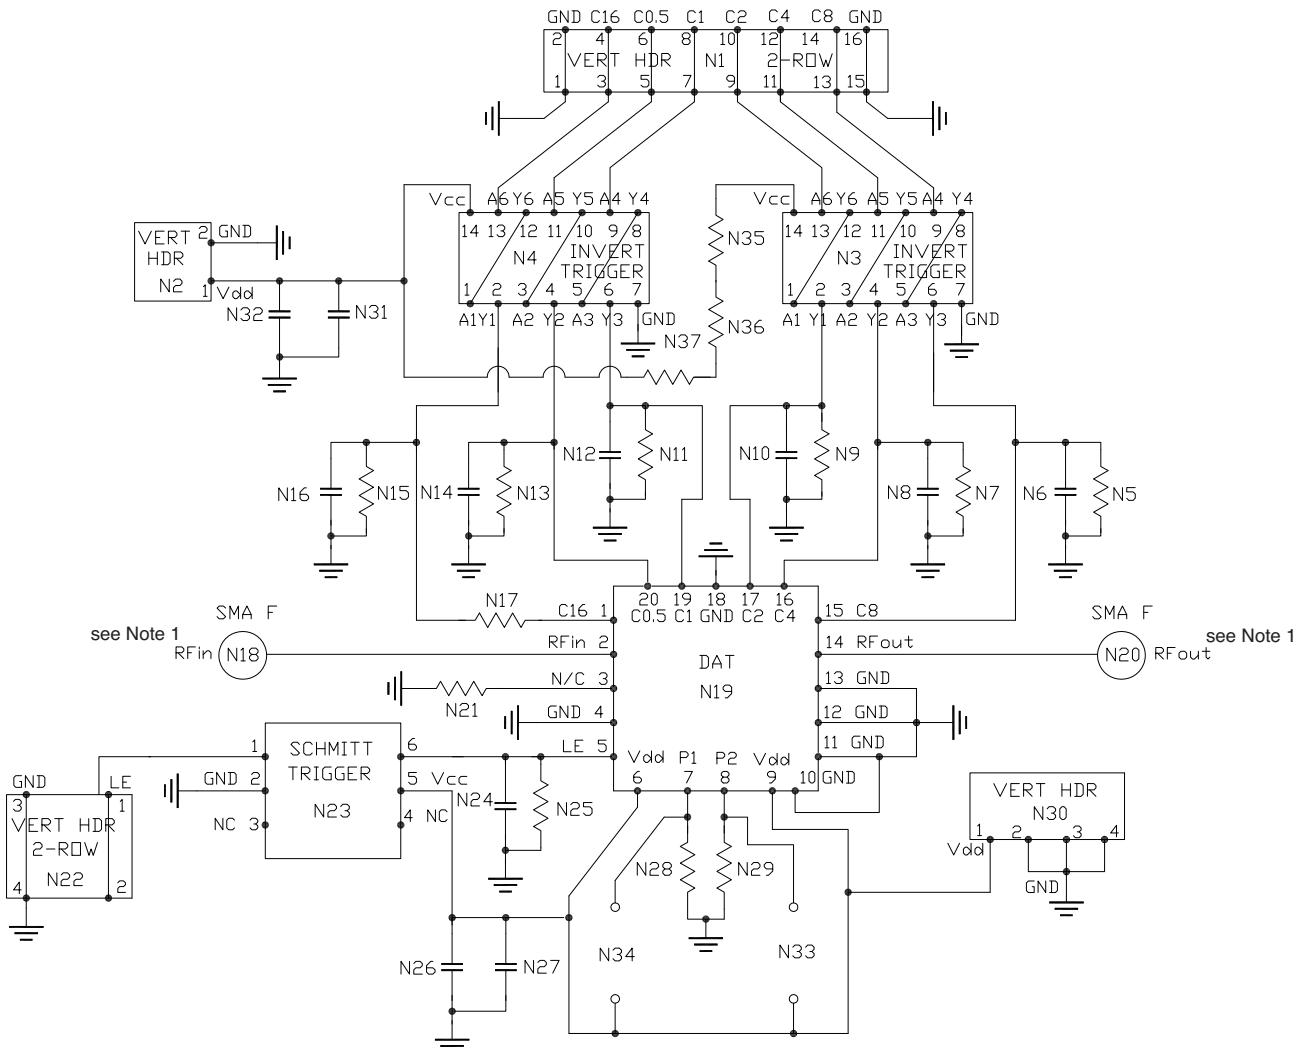 GND C16 C0.5 C1 C2 C4 C8 GND
2 4 6 8 10 12 14 16
VERT HDR N1 2-ROW
1 3 5 7 9 11 13 15
Vcc A6 Y6 A5 Y5 A4 Y4
14 13 12 11 10 9 8
N4 INVERT
TRIGGER
1 2 3 4 5 6 7
A1 Y1 A2 Y2 A3 Y3 GND
Vcc A6 Y6 A5 Y5 A4 Y4
14 13 12 11 10 9 8
N3 INVERT
TRIGGER
1 2 3 4 5 6 7
A1 Y1 A2 Y2 A3 Y3 GND
VERT 2 GND
HDR
N2 1 Vdd
N32 N31
N35
N36
N37
N16 N15 N14 N13 N12 N11 N10 N9 N8 N7 N6 N5
20 19 18 17 16
C0.5 C1 GND C2 C4
N17 C16 1
15 C8
SMA F
see Note 1
RFin N18
RFin 2
14 RFout
SMA F
N20 RFout
see Note 1
DAT
N19
N/C 3
N21
13 GND
GND 4
12 GND
LE 5
11 GND
Vdd P1 P2 Vdd
6 7 8 9 10 GND
1 SCHMITT 6
TRIGGER
GND 2 5 Vcc
N23
NC 3 4 NC
N24 N25
GND LE
3 1
VERT HDR
2-ROW
N22
4 2
N28 N29
VERT HDR
N30
1 2 3 4
Vdd
GND
N26 N27
N34 N33